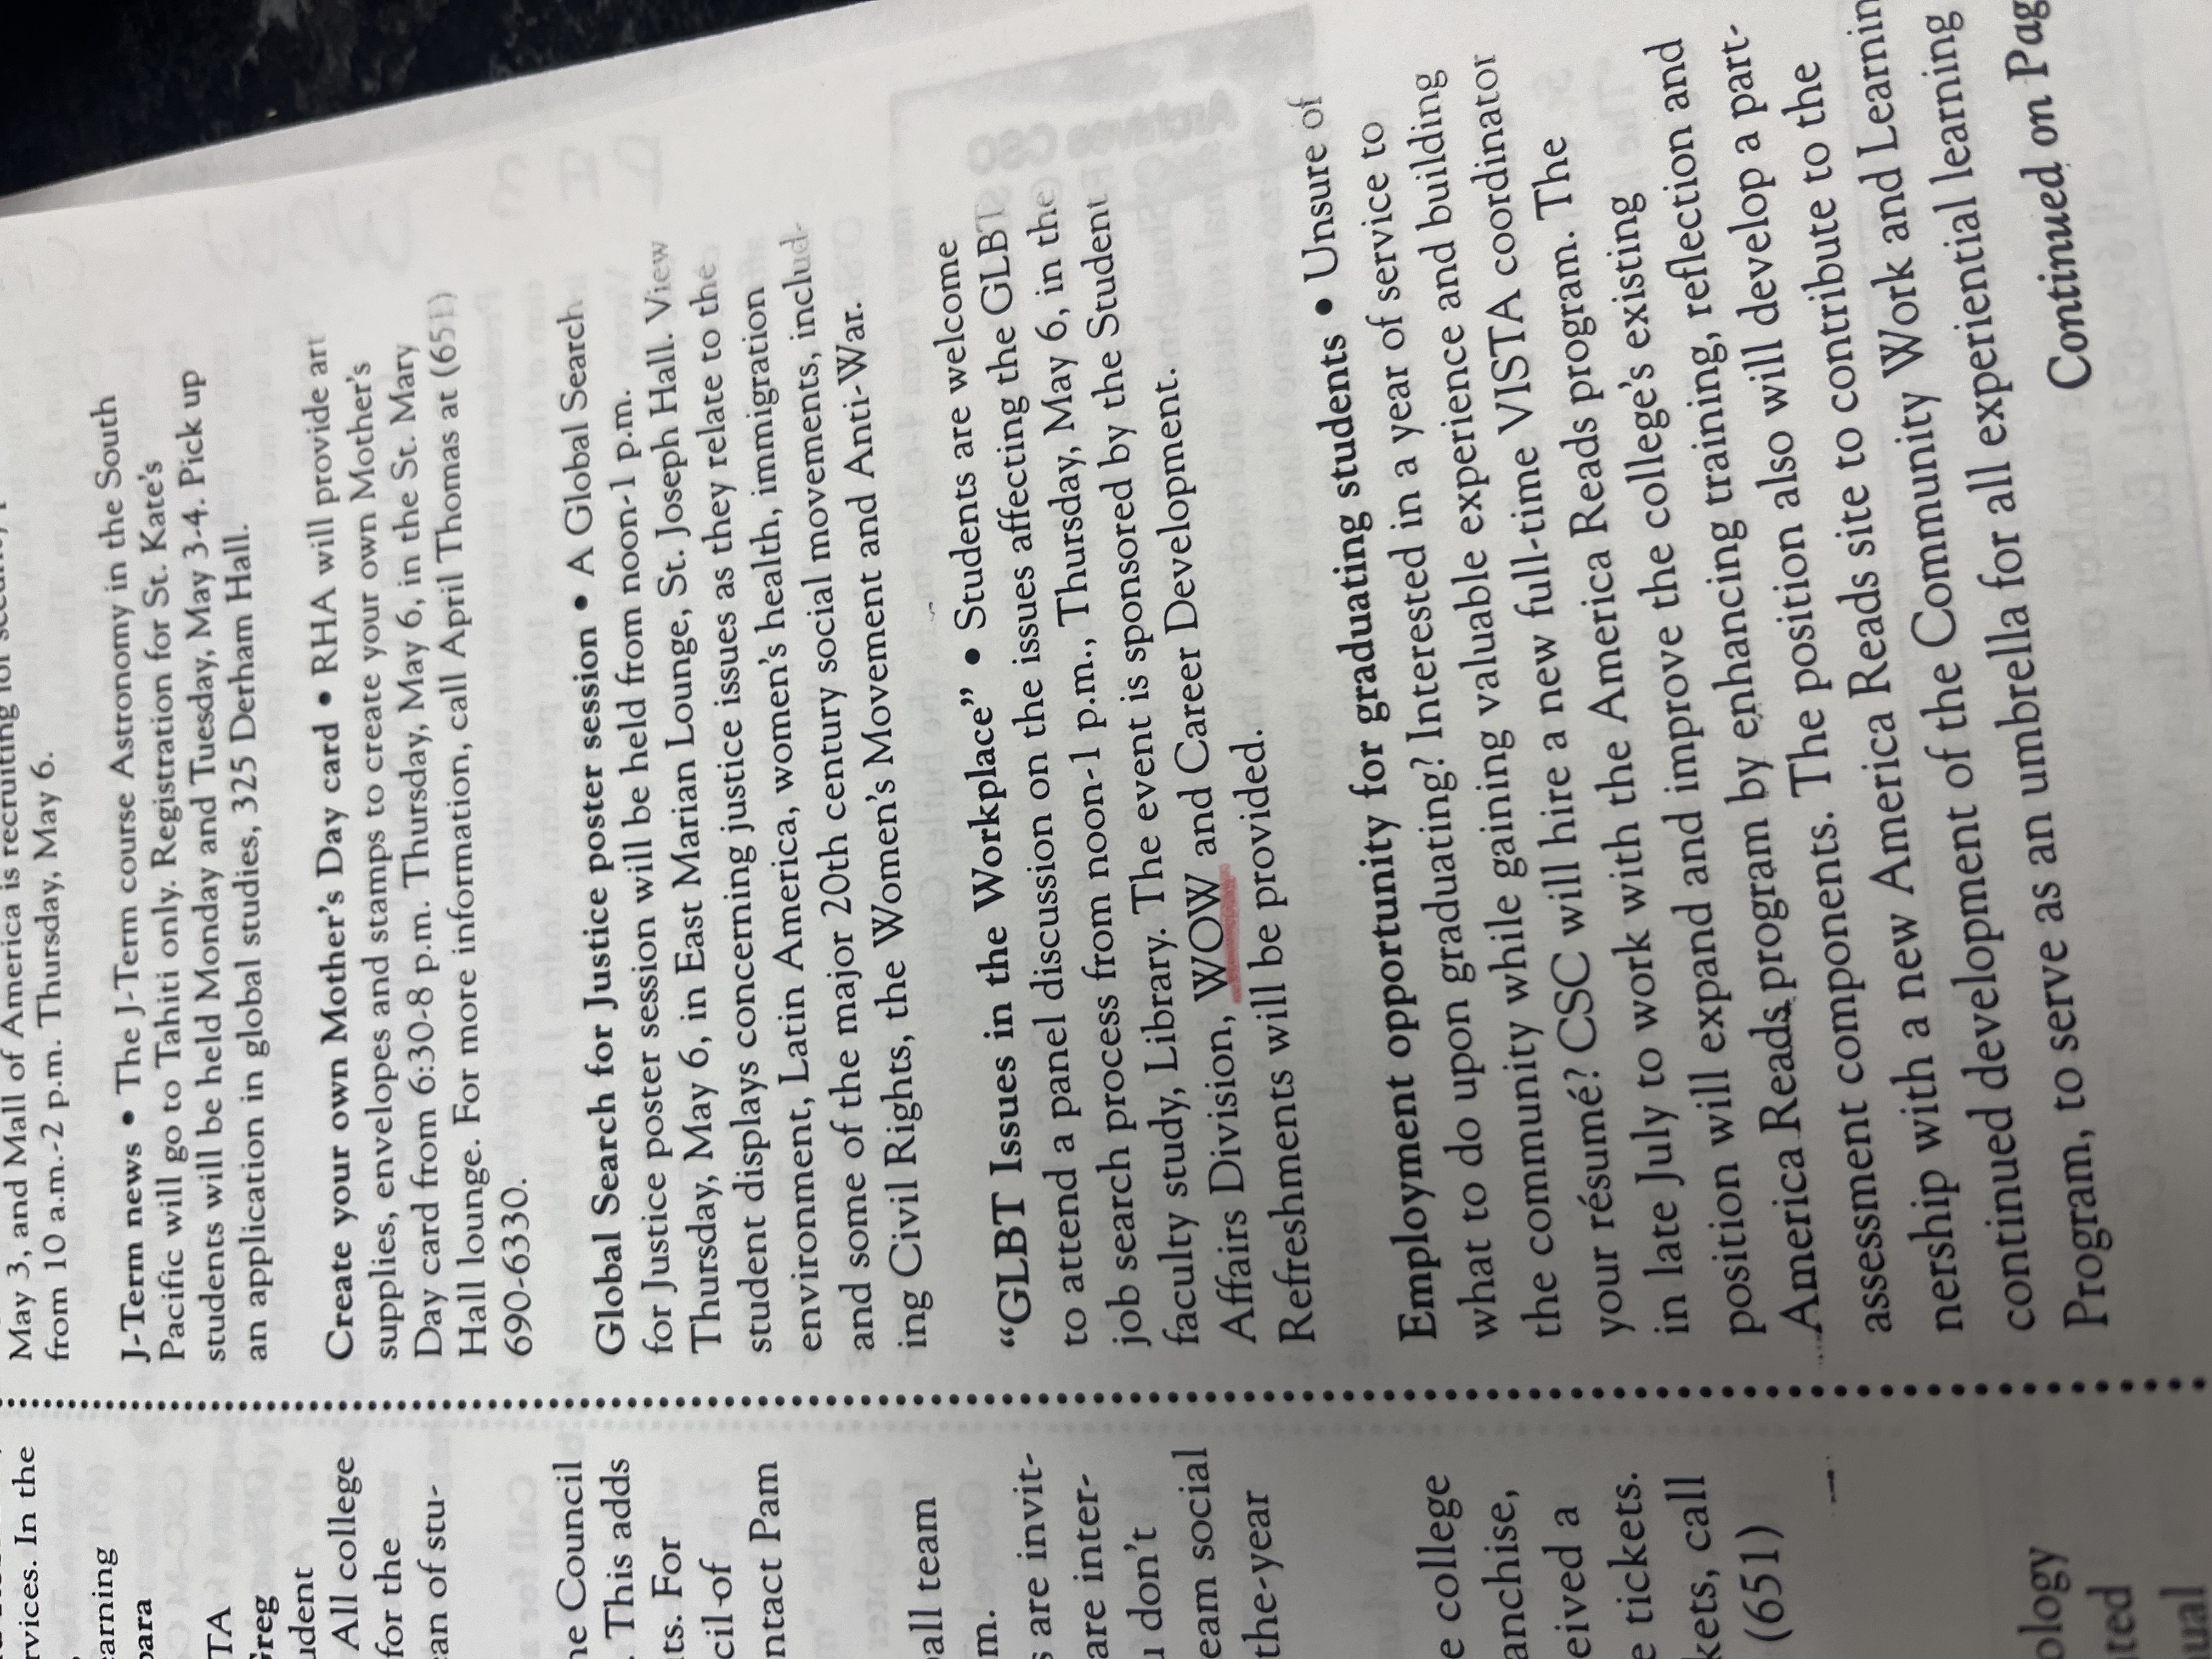 rvices. In the
earning
bara
TA
Greg
udent
All college
for the
ean of stu-
he Council
. This adds
ts. For
cil of
ntact Pam
all team
m.
s are invit-
are inter-
u don't
eam social
the-year
e college
anchise,
eived a
e tickets.
kets, call
(651)
ology
ated
ual
May 3, and Mall of America is recruiting for
from 10 a.m.-2 p.m. Thursday, May 6.
J-Term news • The J-Term course Astronomy in the South
Pacific will go to Tahiti only. Registration for St. Kate's
students will be held Monday and Tuesday, May 3-4. Pick up
an application in global studies, 325 Derham Hall.
Create your own Mother's Day card • RHA will provide art
supplies, envelopes and stamps to create your own Mother's
Day card from 6:30-8 p.m. Thursday, May 6, in the St. Mary
Hall lounge. For more information, call April Thomas at (651)
690-6330.
Global Search for Justice poster session • A Global Search
for Justice poster session will be held from noon-1 p.m.
Thursday, May 6, in East Marian Lounge, St. Joseph Hall. View
student displays concerning justice issues as they relate to the
environment, Latin America, women's health, immigration
and some of the major 20th century social movements, includ-
ing Civil Rights, the Women's Movement and Anti-War.
"GLBT Issues in the Workplace" • Students are welcome
to attend a panel discussion on the issues affecting the GLBT
job search process from noon-1 p.m., Thursday, May 6, in the
faculty study, Library. The event is sponsored by the Student
Affairs Division, WOW and Career Development.
Refreshments will be provided.
Employment opportunity for graduating students • Unsure of
what to do upon graduating? Interested in a year of service to
the community while gaining valuable experience and building
your résumé? CSC will hire a new full-time VISTA coordinator
in late July to work with the America Reads program. The
position will expand and improve the college's existing
America Reads program by enhancing training, reflection and
assessment components. The position also will develop a part-
nership with a new America Reads site to contribute to the
continued development of the Community Work and Learnin
Program, to serve as an umbrella for all experiential learning
Continued on Pag